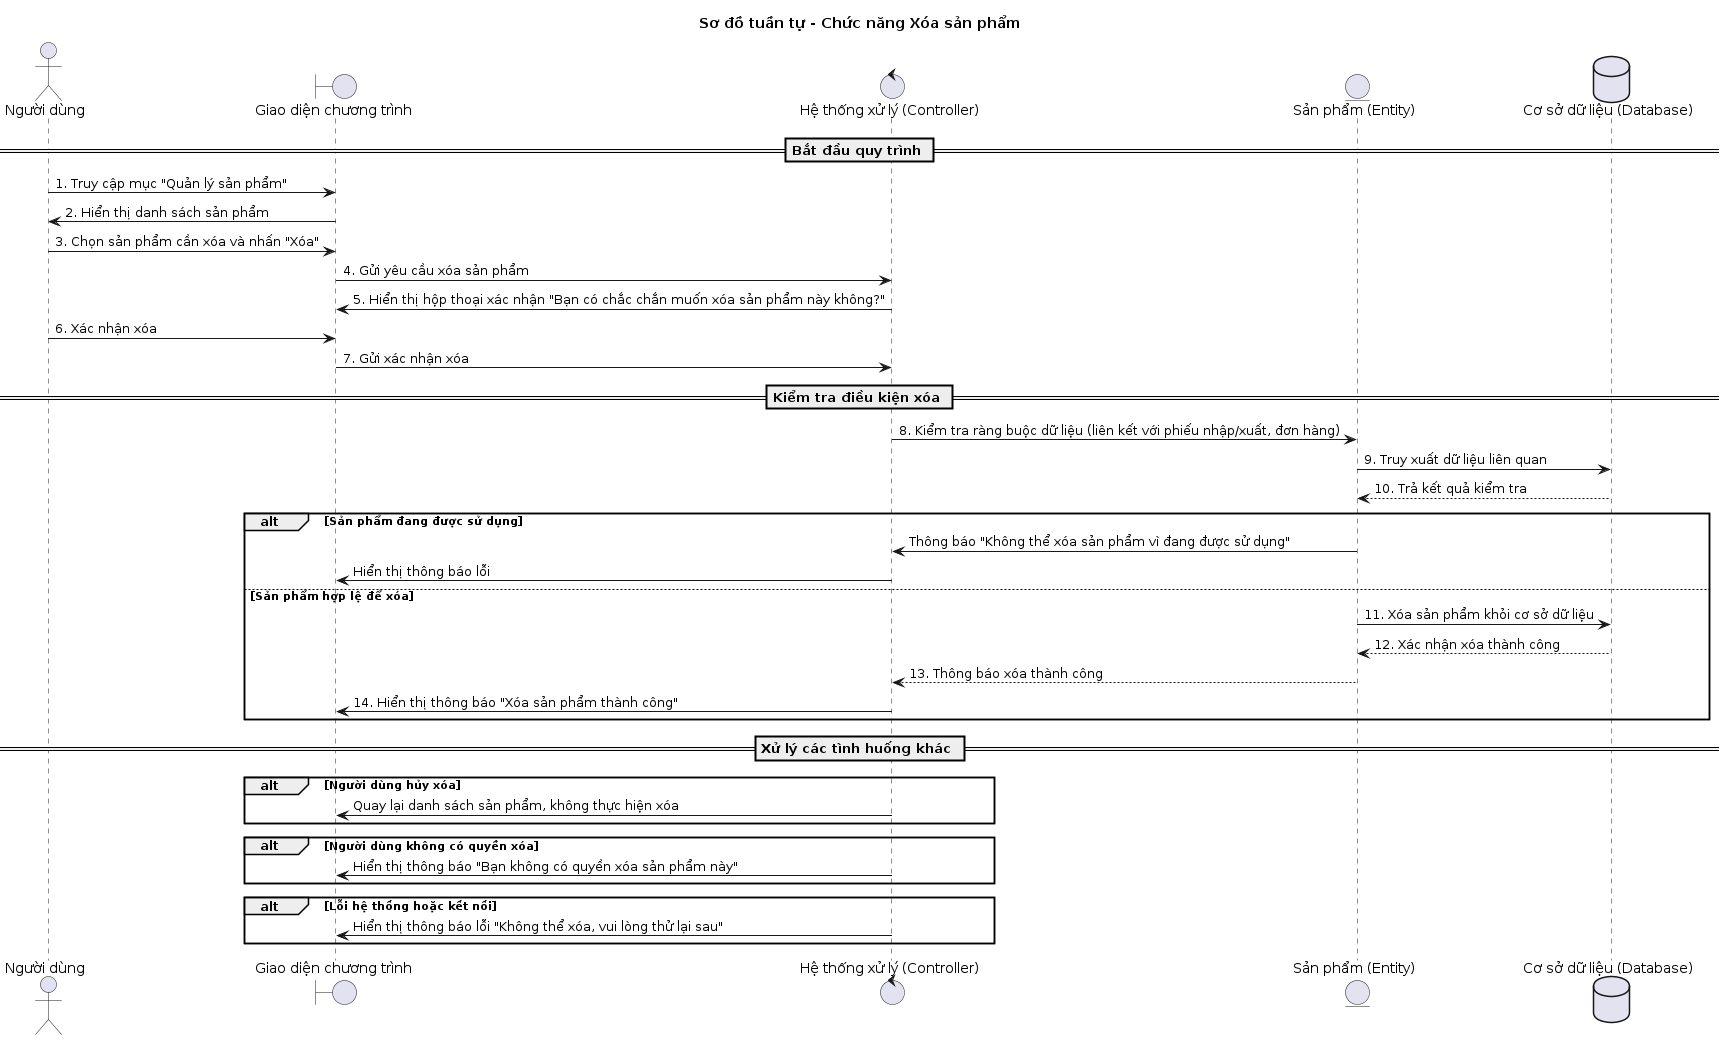 Sơ đồ tuần tự - Chức năng Xóa sản phẩm
Người dùng
Giao diện chương trình
Hệ thống xử lý (Controller)
Sản phẩm (Entity)
Cơ sở dữ liệu (Database)
Bắt đầu quy trình
1. Truy cập mục "Quản lý sản phẩm"
2. Hiển thị danh sách sản phẩm
3. Chọn sản phẩm cần xóa và nhấn "Xóa"
4. Gửi yêu cầu xóa sản phẩm
5. Hiển thị hộp thoại xác nhận "Bạn có chắc chắn muốn xóa sản phẩm này không?"
6. Xác nhận xóa
7. Gửi xác nhận xóa
Kiểm tra điều kiện xóa
8. Kiểm tra ràng buộc dữ liệu (liên kết với phiếu nhập/xuất, đơn hàng)
9. Truy xuất dữ liệu liên quan
10. Trả kết quả kiểm tra
alt [Sản phẩm đang được sử dụng]
Thông báo "Không thể xóa sản phẩm vì đang được sử dụng"
Hiển thị thông báo lỗi
[Sản phẩm hợp lệ để xóa]
11. Xóa sản phẩm khỏi cơ sở dữ liệu
12. Xác nhận xóa thành công
13. Thông báo xóa thành công
14. Hiển thị thông báo "Xóa sản phẩm thành công"
Xử lý các tình huống khác
alt [Người dùng hủy xóa]
Quay lại danh sách sản phẩm, không thực hiện xóa
alt [Người dùng không có quyền xóa]
Hiển thị thông báo "Bạn không có quyền xóa sản phẩm này"
alt [Lỗi hệ thống hoặc kết nối]
Hiển thị thông báo lỗi "Không thể xóa, vui lòng thử lại sau"
Người dùng
Giao diện chương trình
Hệ thống xử lý (Controller)
Sản phẩm (Entity)
Cơ sở dữ liệu (Database)